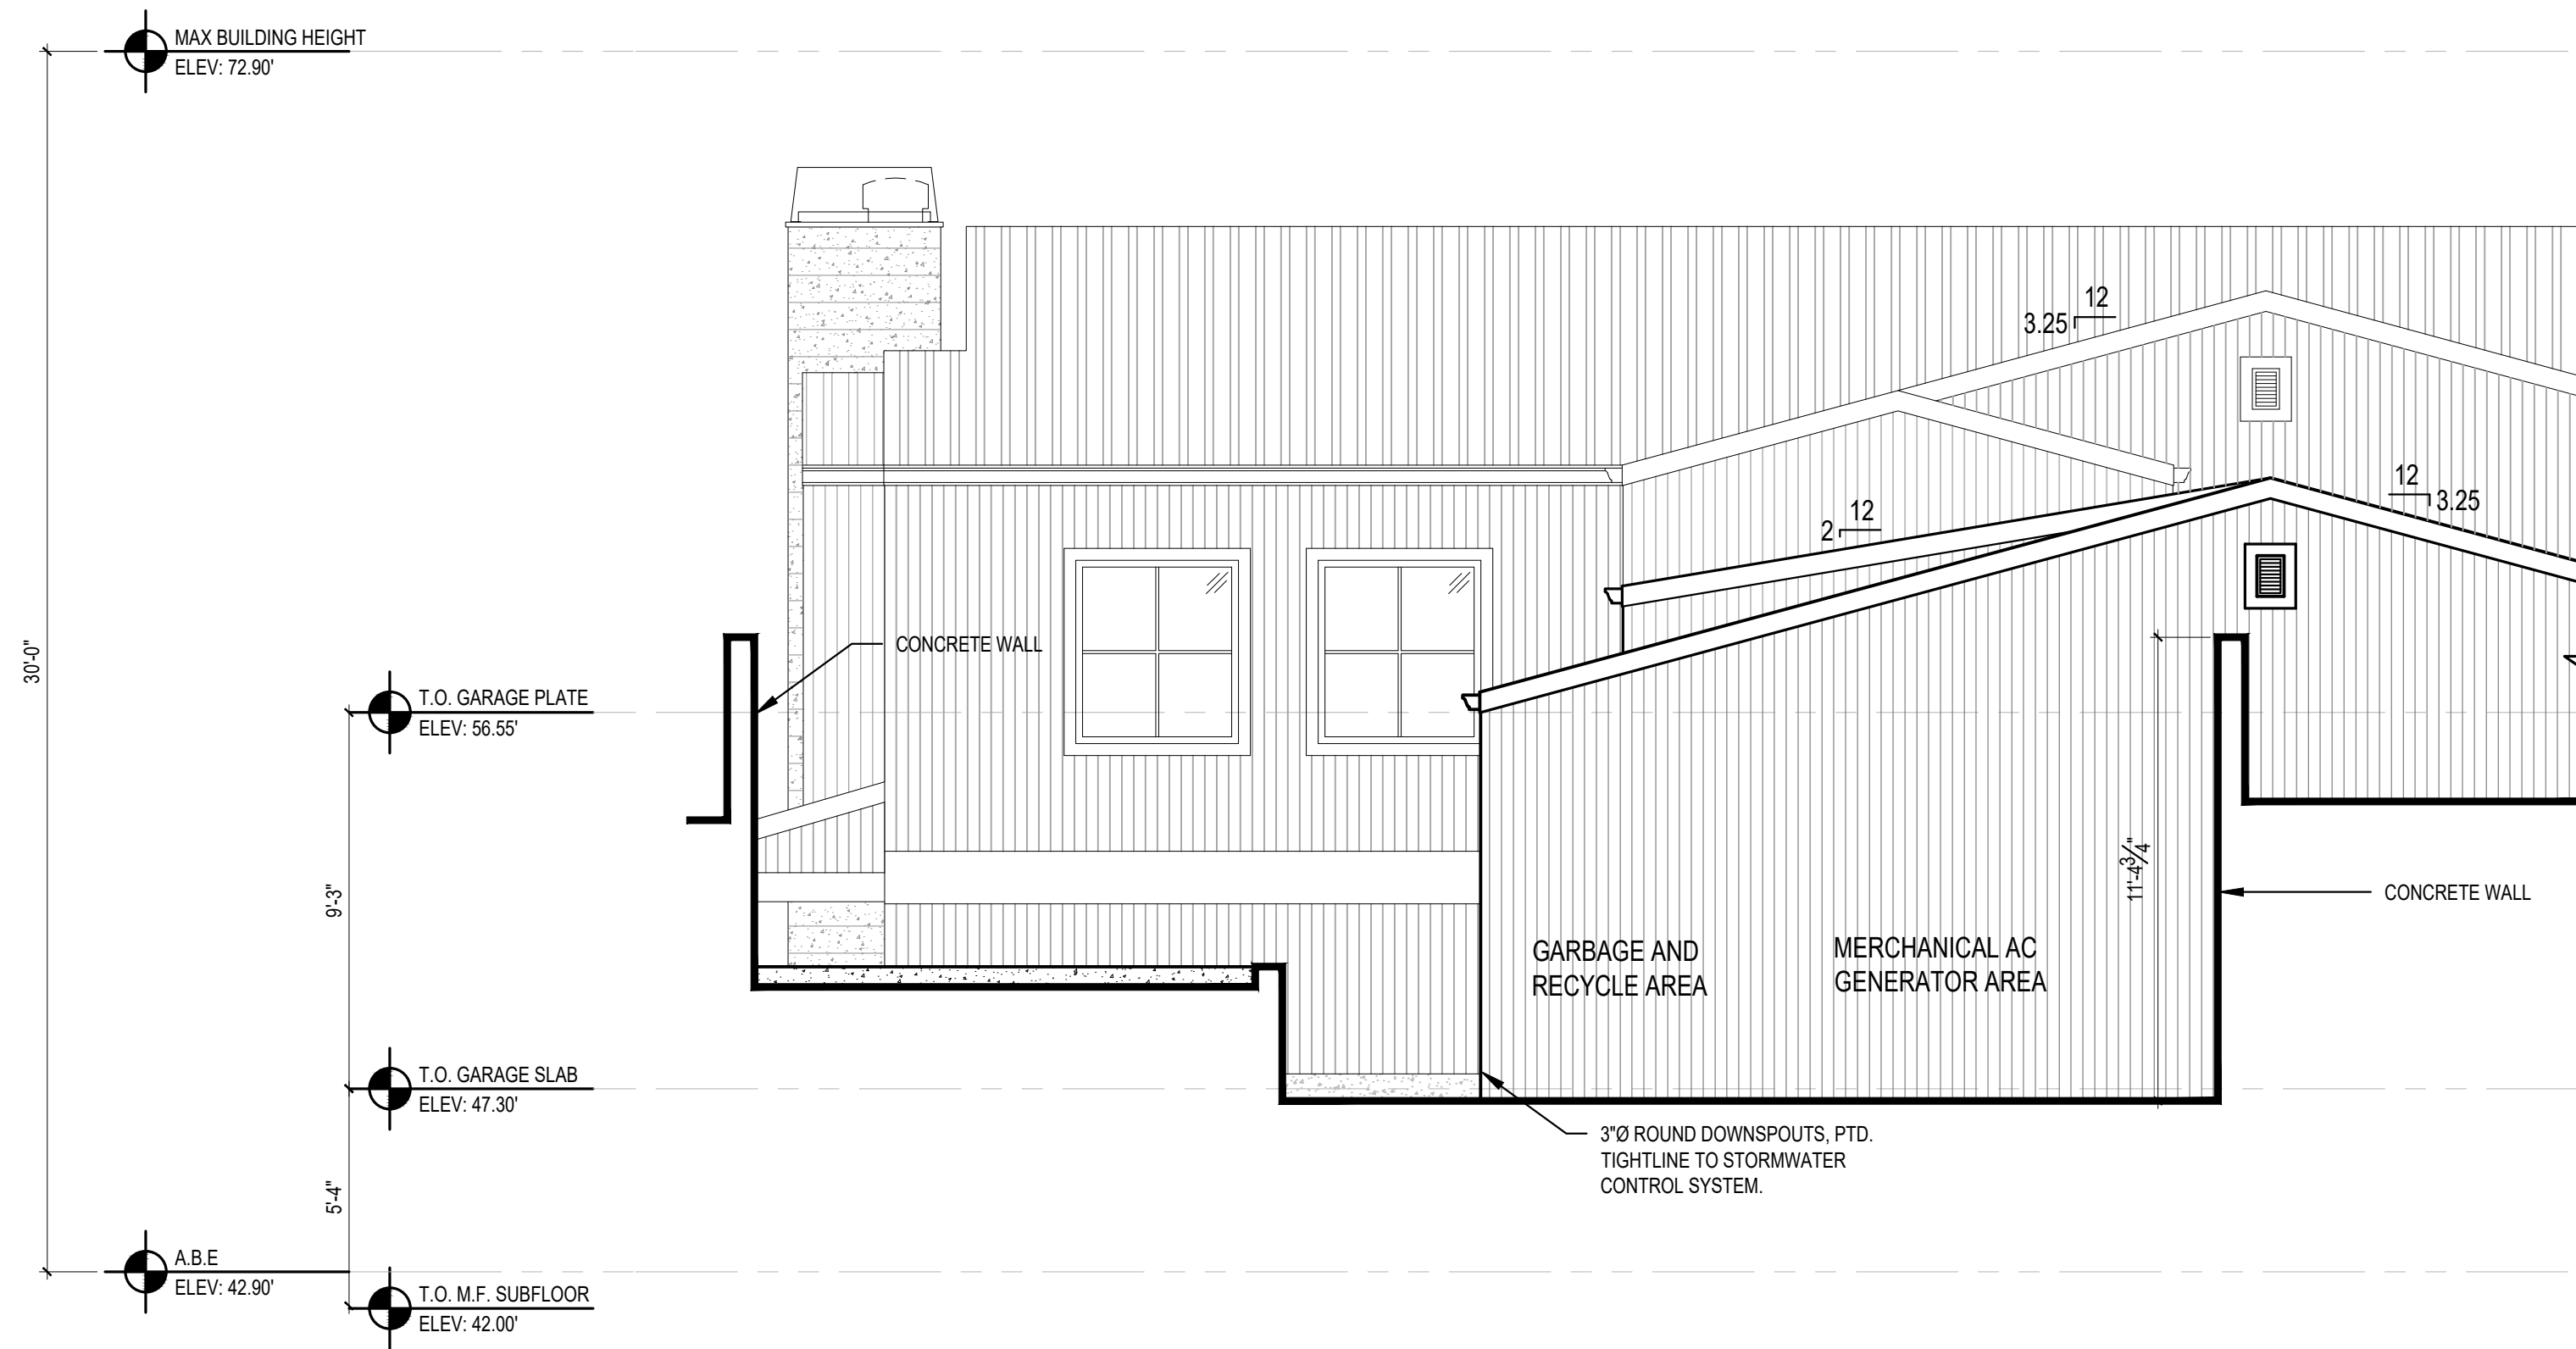 MAX BUILDING HEIGHT
ELEV: 72.90'
12
3.25
12
3.25
12
2
CONCRETE WALL
30'-0"
T.O. GARAGE PLATE
ELEV: 56.55'
11'-4 3/4"
9'-3"
CONCRETE WALL
GARBAGE AND
RECYCLE AREA
MERCHANICAL AC
GENERATOR AREA
T.O. GARAGE SLAB
ELEV: 47.30'
3"Ø ROUND DOWNSPOUTS, PTD.
TIGHTLINE TO STORMWATER
CONTROL SYSTEM.
5'-4"
A.B.E
ELEV: 42.90'
T.O. M.F. SUBFLOOR
ELEV: 42.00'